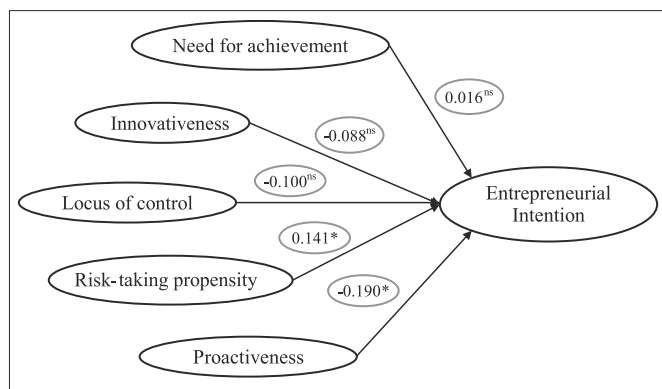 Need for achievement
0.016ns
Innovativeness
-0.088ns
-0.100ns
Locus of control
Entrepreneurial
Intention
0.141*
Risk-taking propensity
-0.190*
Proactiveness